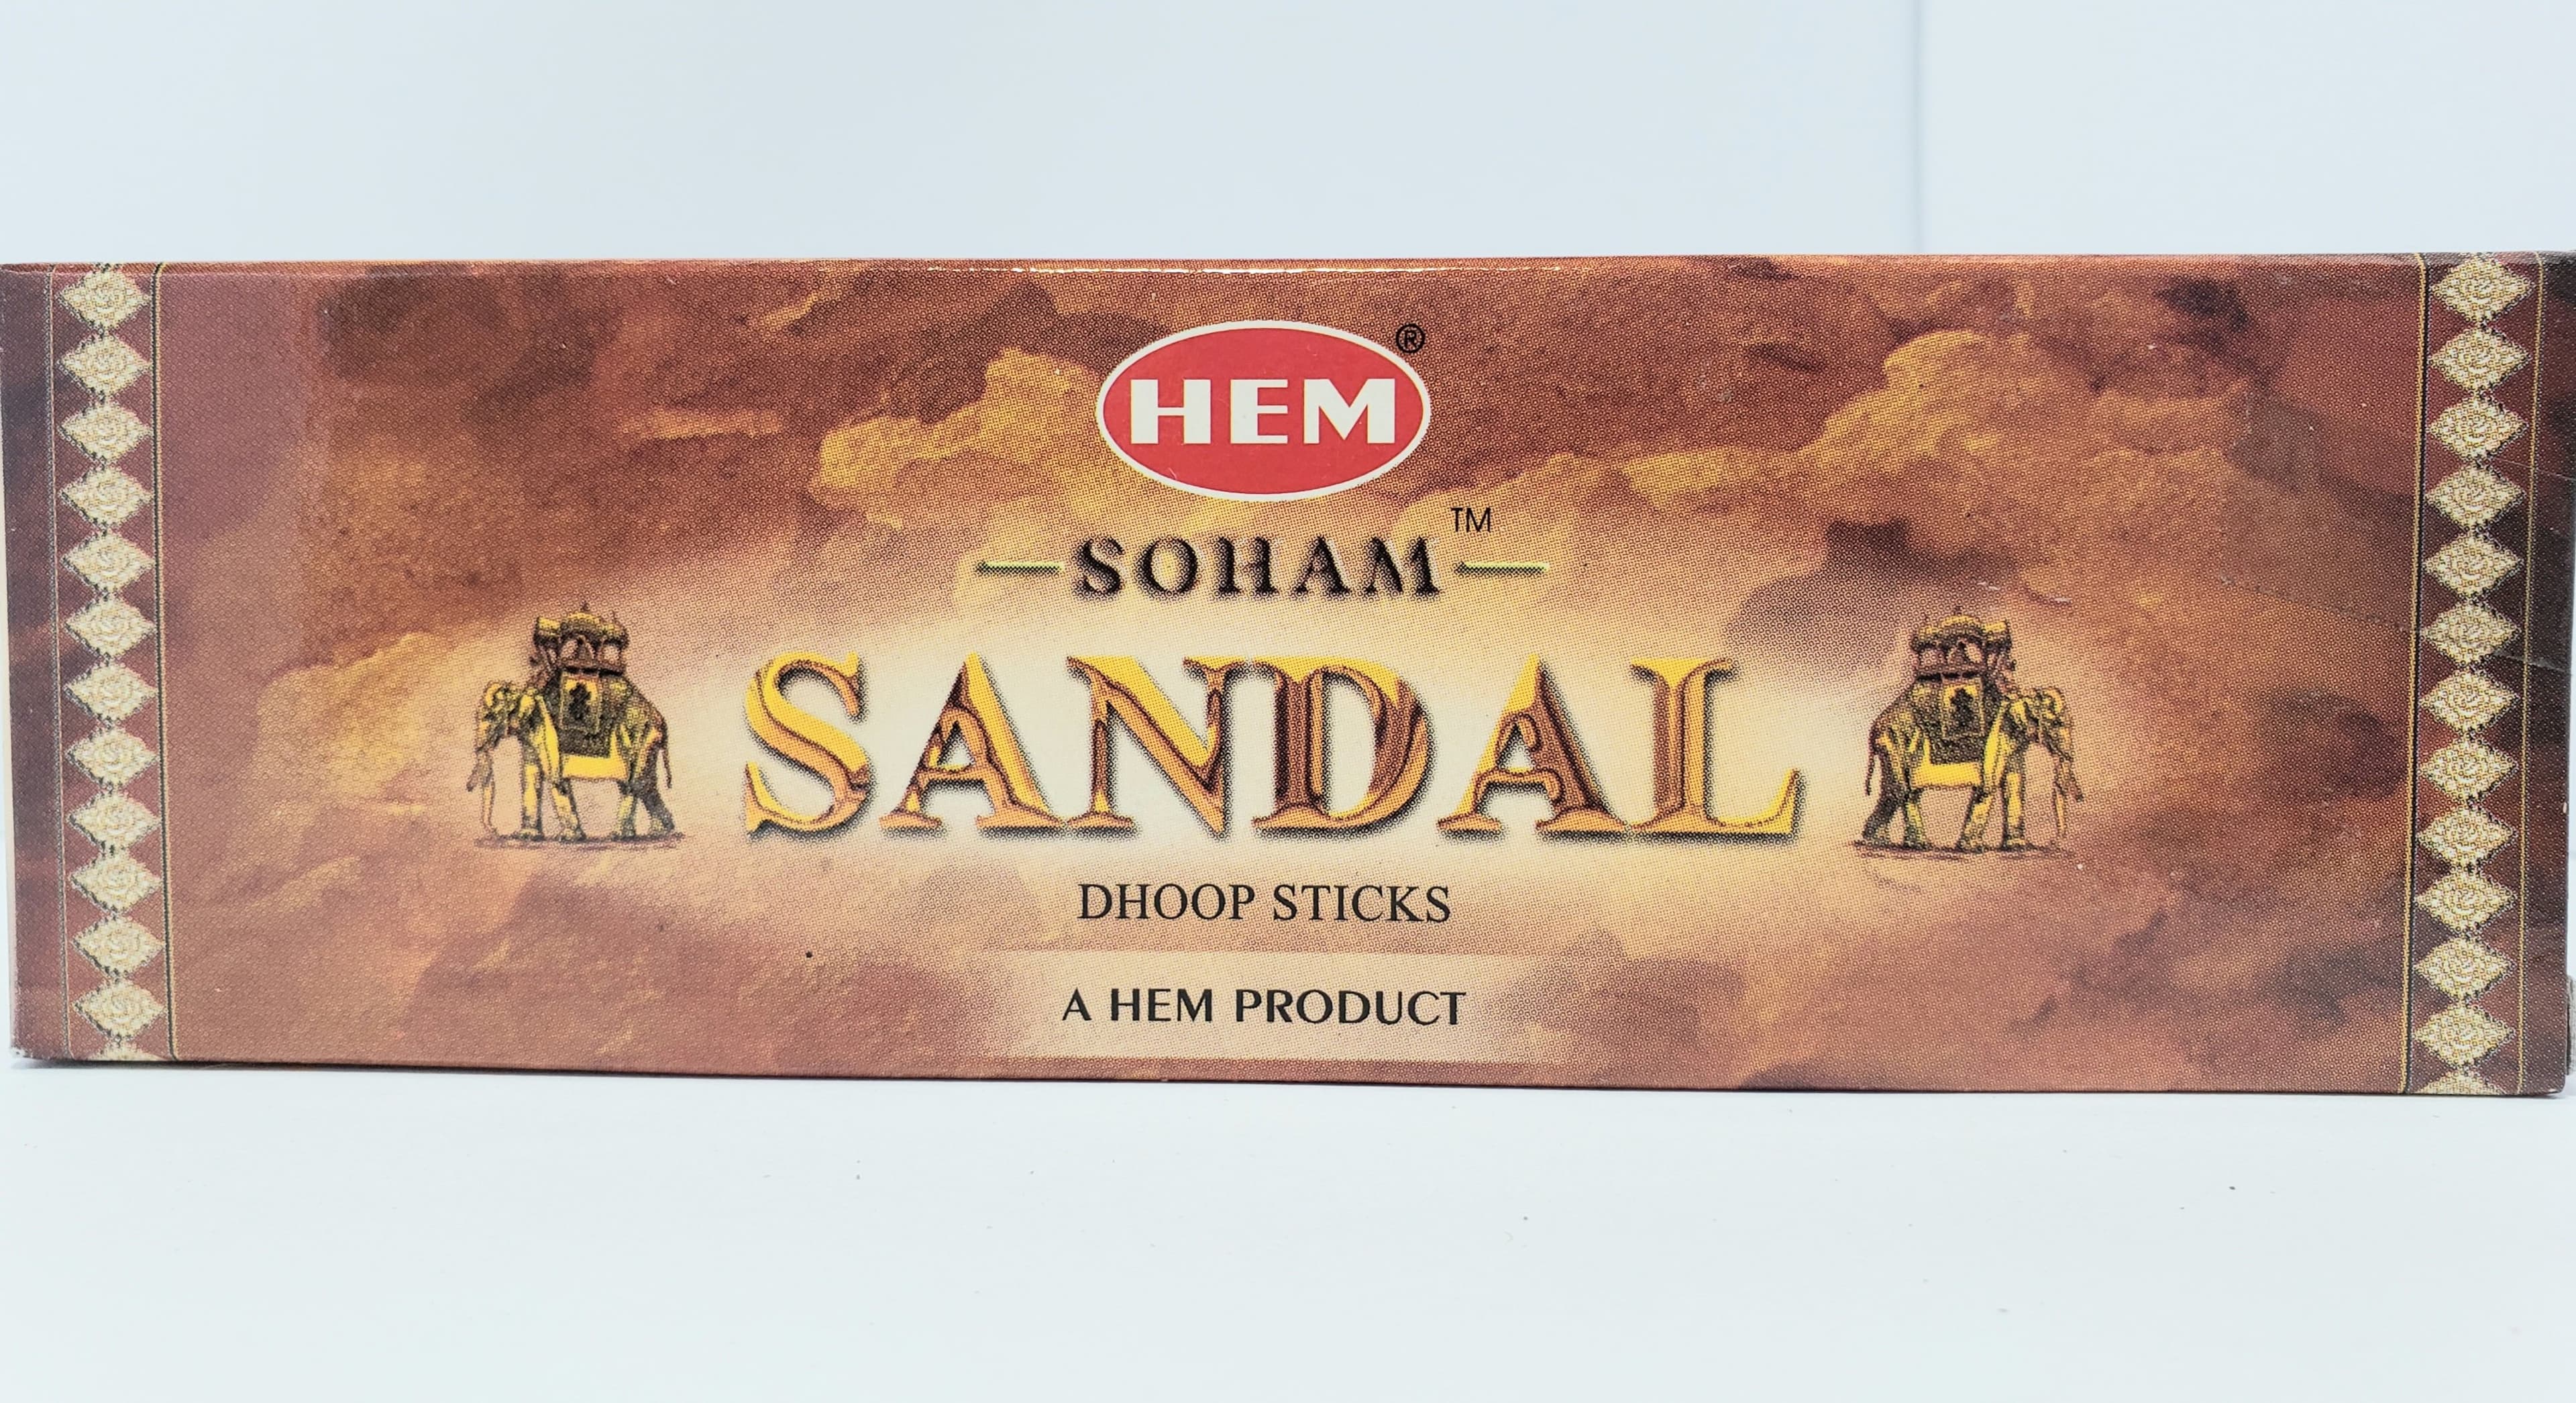 HEM®
SOHAM™
SANDAL
DHOOP STICKS
A HEM PRODUCT